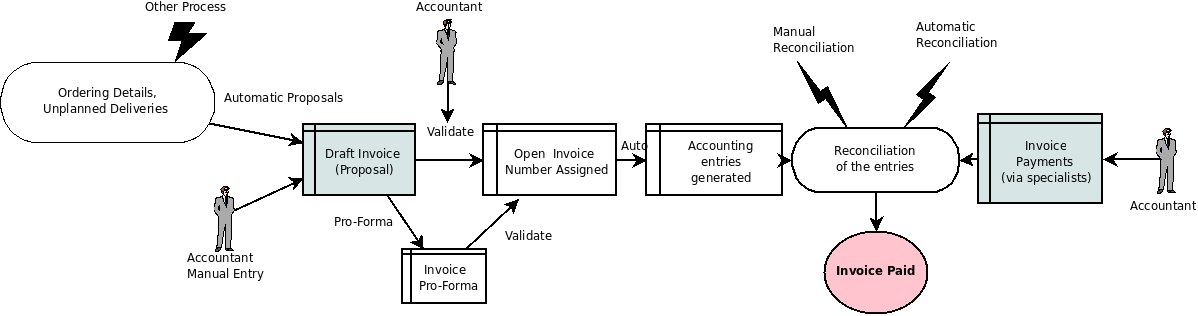 Other Process
Accountant
Manual
Reconciliation
Automatic
Reconciliation
Ordering Details,
Unplanned Deliveries
Automatic Proposals
Validate
Draft Invoice
(Proposal)
Open Invoice
Number Assigned
Auto
Accounting
entries
generated
Reconciliation
of the entries
Invoice
Payments
(via specialists)
Accountant
Accountant
Manual Entry
Pro-Forma
Validate
Invoice
Pro-Forma
Invoice Paid